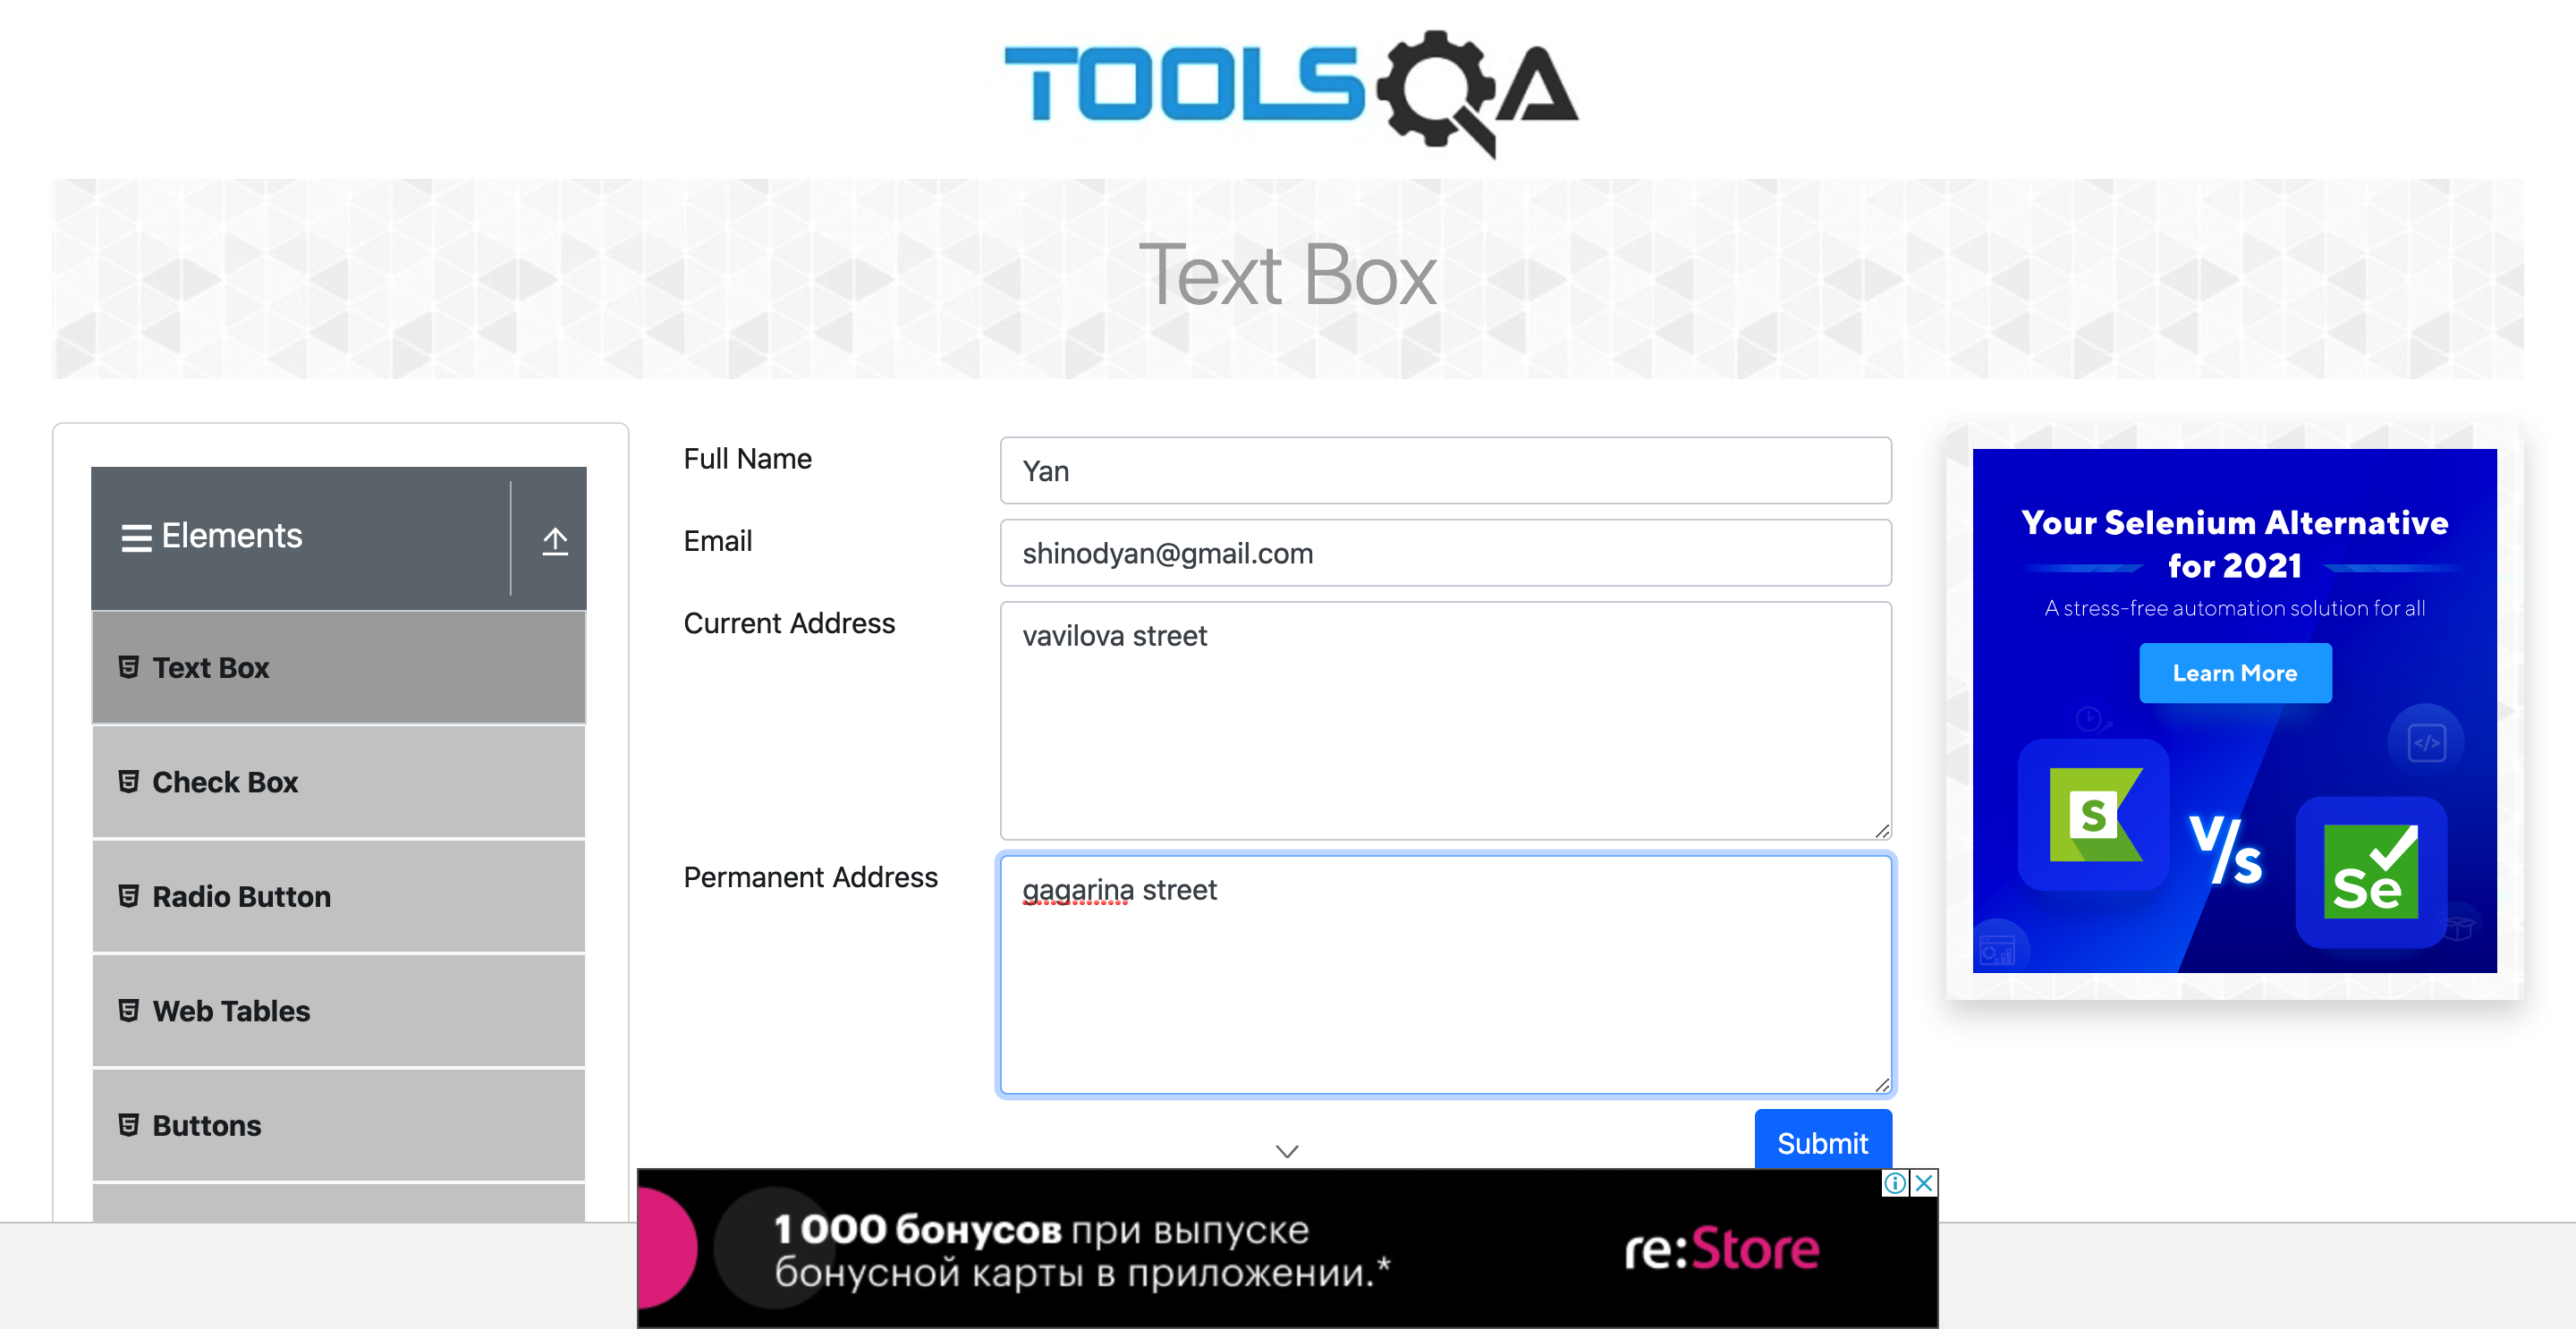 TOOLSQA
Text Box
Elements
Text Box
Check Box
Radio Button
Web Tables
Buttons
Full Name
Yan
Email
shinodyan@gmail.com
Current Address
vavilova street
Permanent Address
gagarina street
Submit
Your Selenium Alternative
for 2021
A stress-free automation solution for all
Learn More
</>
S
V/s
Se
1 000 бонусов при выпуске
бонусной карты в приложении.*
re:Store